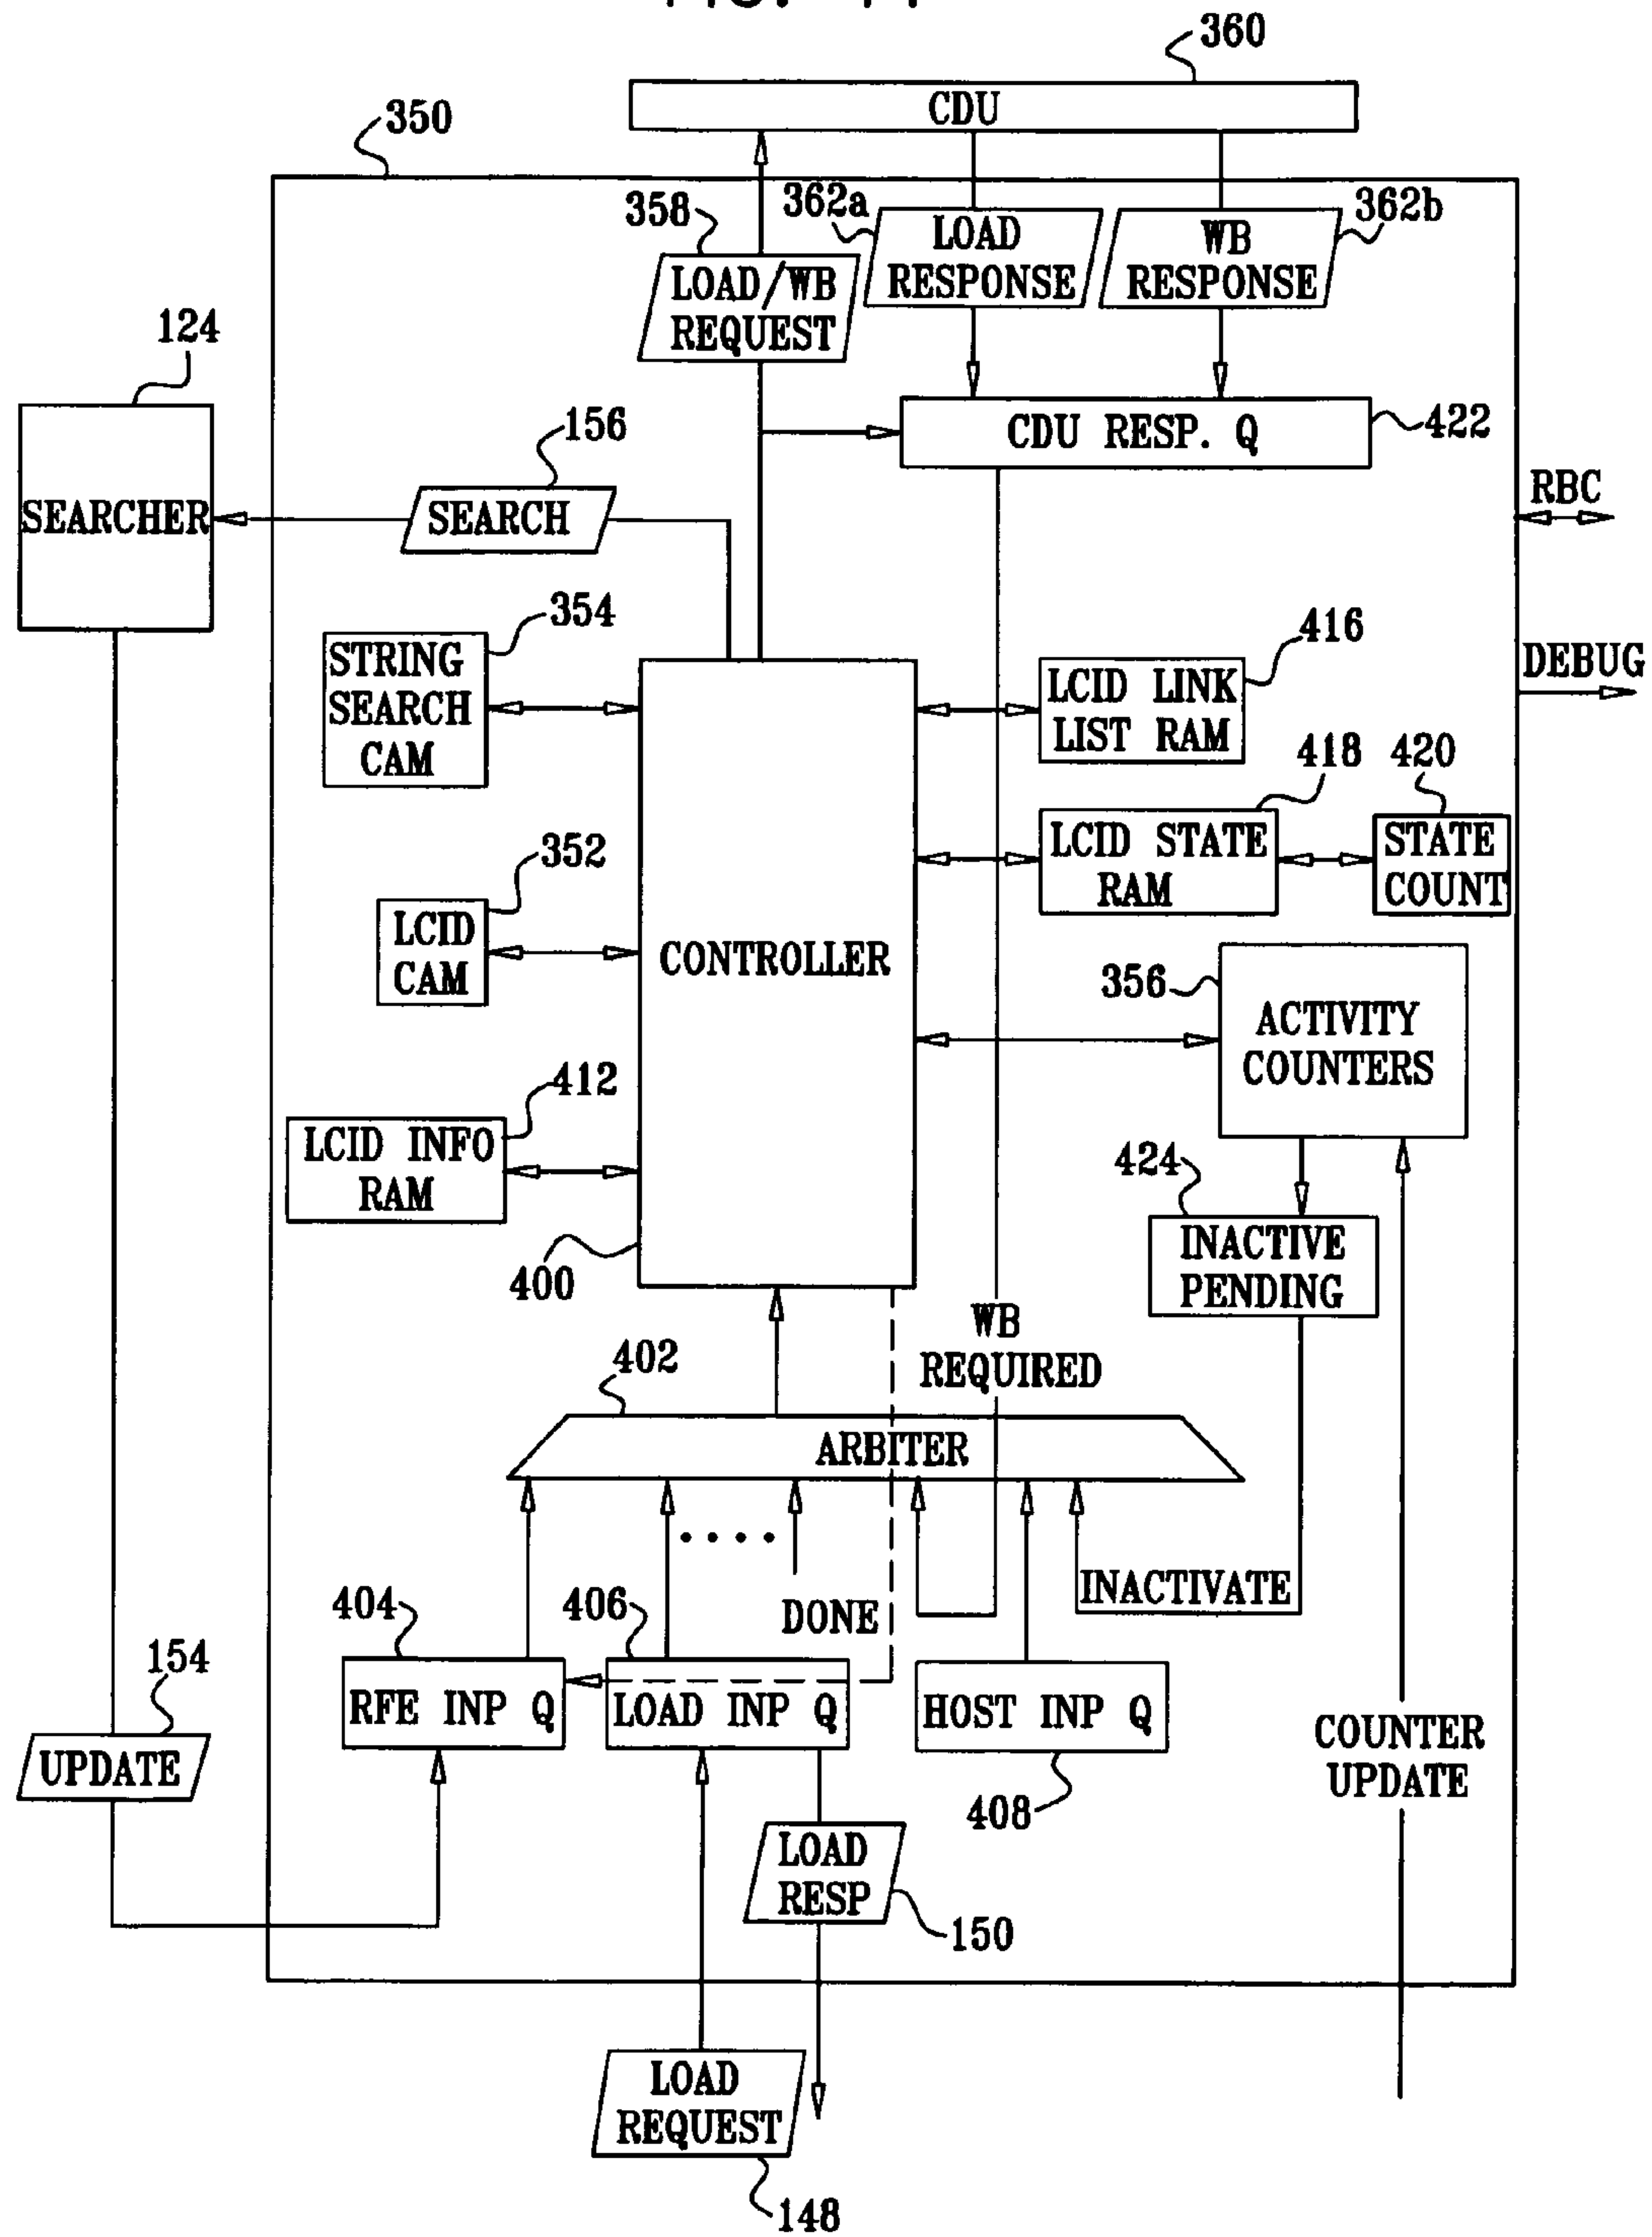 360
CDU
350
358
362a
362b
LOAD
RESPONSE
WB
RESPONSE
LOAD/WB
REQUEST
124
156
CDU RESP. Q
422
SEARCHER
SEARCH
RBC
354
STRING
SEARCH
CAM
416
LCID LINK
LIST RAM
DEBUG
418
420
LCID STATE
RAM
STATE
COUNT
352
LCID
CAM
CONTROLLER
356
ACTIVITY
COUNTERS
412
LCID INFO
RAM
424
INACTIVE
PENDING
400
WB
REQUIRED
402
ARBITER
INACTIVATE
404
406
DONE
154
RFE INP Q
LOAD INP Q
HOST INP Q
UPDATE
COUNTER
UPDATE
408
LOAD
RESP
150
LOAD
REQUEST
148